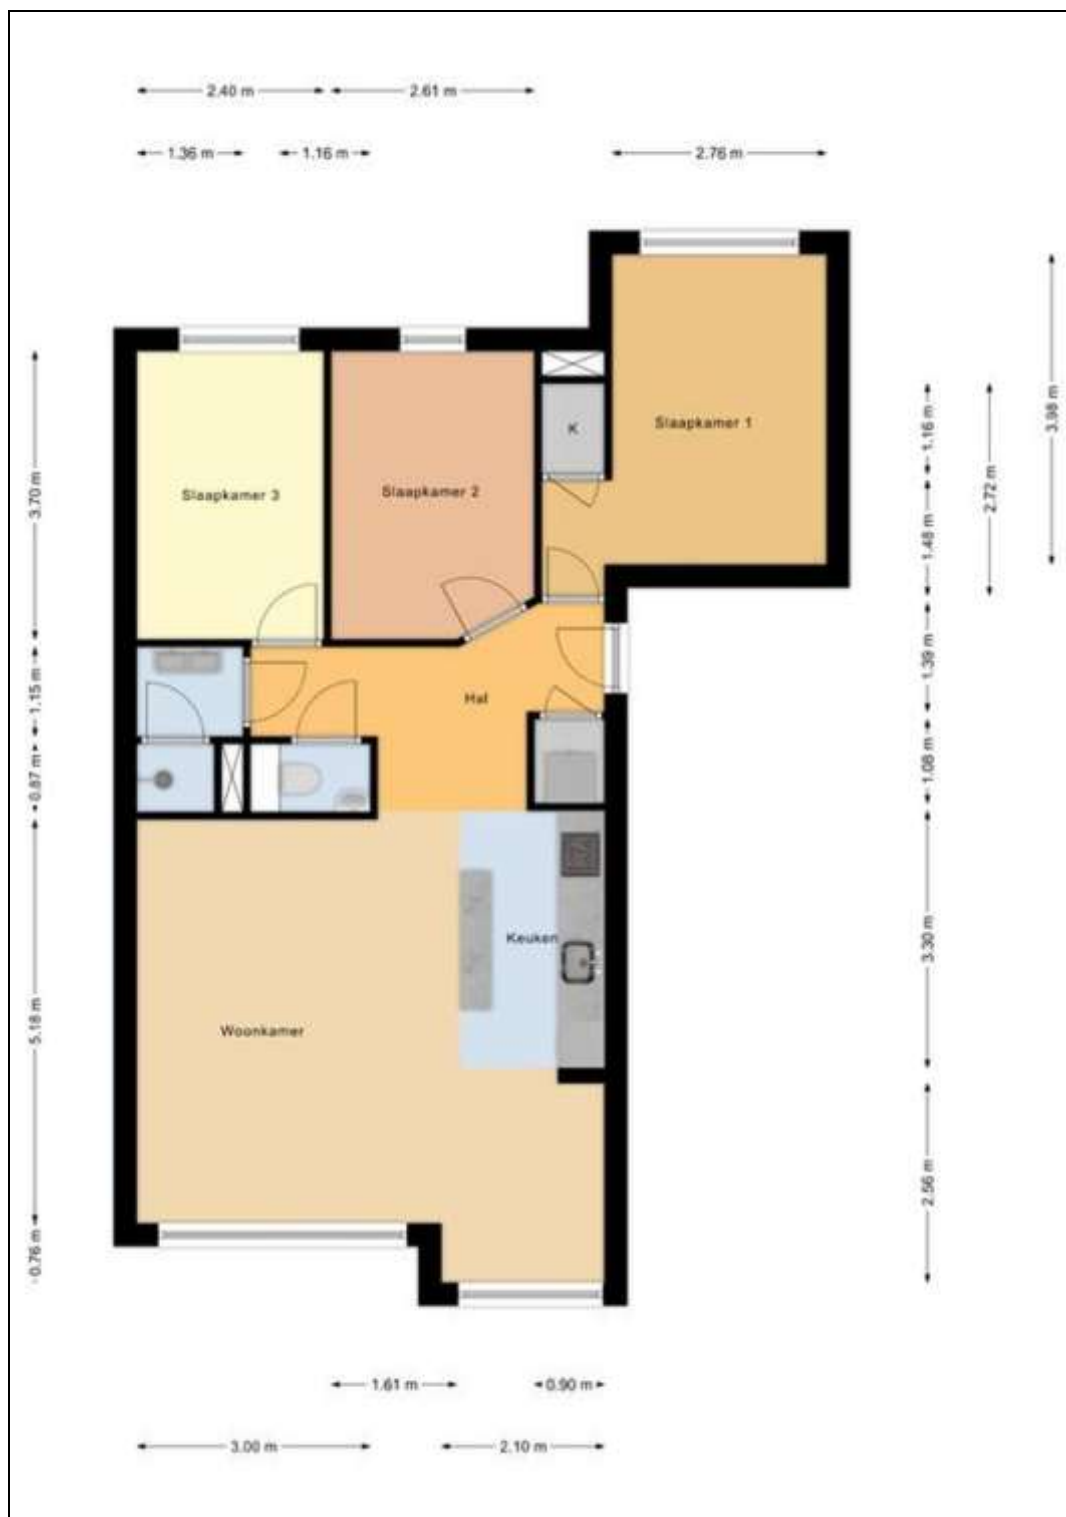 2.40 m
2.61 m
1.36 m
1.16 m
2.76 m
3.98 m
1.16 m
K
Slaapkamer 1
2.72 m
3.70 m
Slaapkamer 3
Slaapkamer 2
1.48 m
1.39 m
1.15 m
Hal
1.08 m
0.87 m
3.30 m
Keuken
5.18 m
Woonkamer
2.56 m
0.76 m
1.61 m
0.90 m
3.00 m
2.10 m